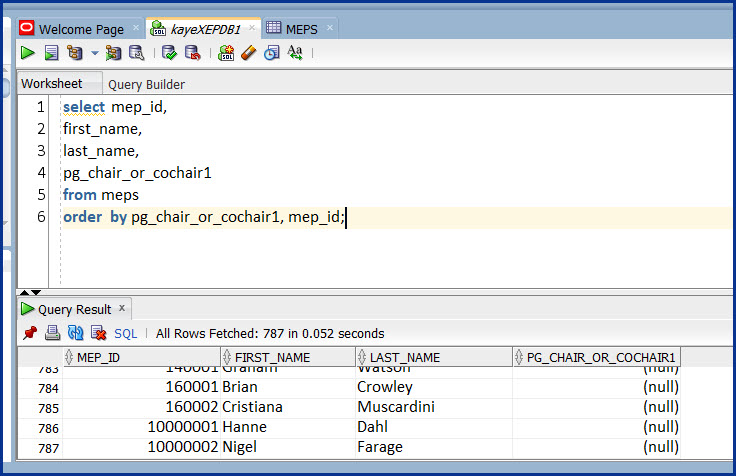 Welcome Page kayeXEPDB1 MEPS
Worksheet Query Builder
1 select mep_id,
2 first_name,
3 last_name,
4 pg_chair_or_cochair1
5 from meps
6 order by pg_chair_or_cochair1, mep_id;
Query Result x
SQL All Rows Fetched: 787 in 0.052 seconds
MEP_ID FIRST_NAME LAST_NAME PG_CHAIR_OR_COCHAIR1
783 140001 Graham Watson (null)
784 160001 Brian Crowley (null)
785 160002 Cristiana Muscardini (null)
786 10000001 Hanne Dahl (null)
787 10000002 Nigel Farage (null)